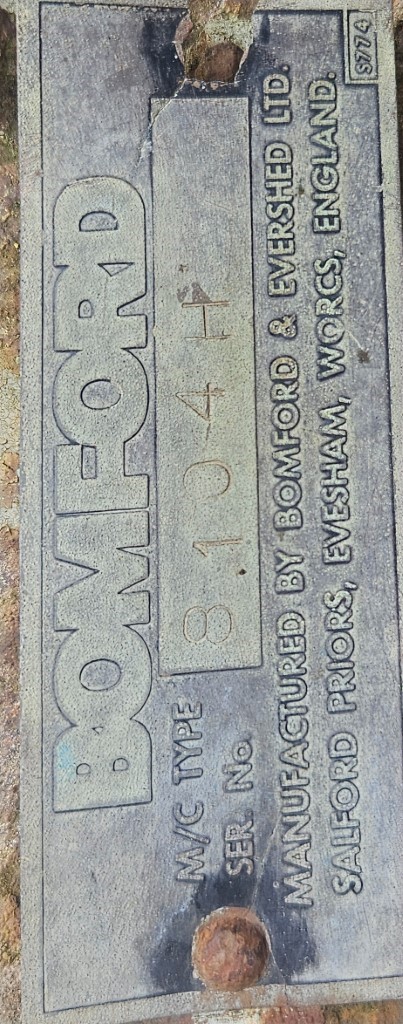 BOMFORD
M/C TYPE
SER. No.
8104H
MANUFACTURED BY BOMFORD & EVERSHED LTD.
SALFORD PRIORS, EVESHAM, WORCS, ENGLAND.
S774